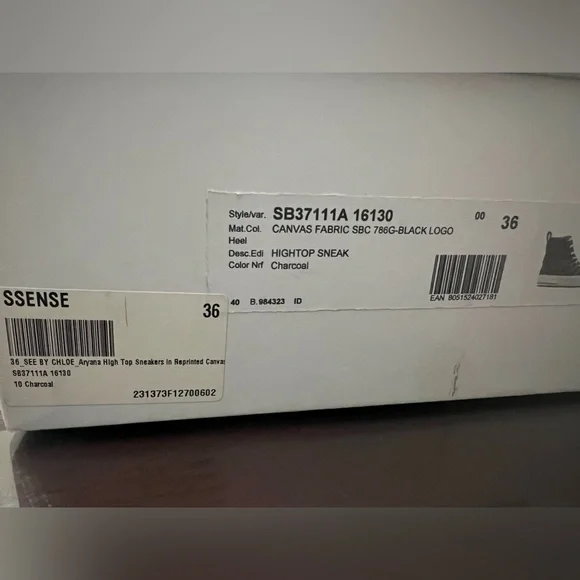 Style/var. SB37111A 16130 00 36
Mat.Col. CANVAS FABRIC SBC 786G-BLACK LOGO
Heel
Desc.Edi HIGHTOP SNEAK
Color Nrf Charcoal
40 B.984323 ID
EAN 8051524027181
SSENSE 36
36_SEE BY CHLOE_Aryana High Top Sneakers In Reprinted Canvas
SB37111A 16130
10 Charcoal
231373F12700602